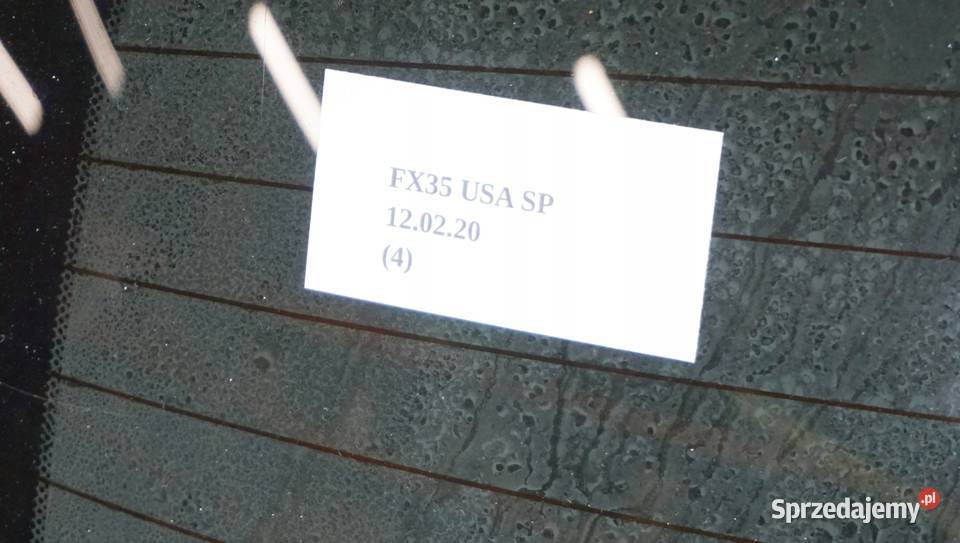 FX35 USA SP
12.02.20
(4)
Sprzedajemy.pl